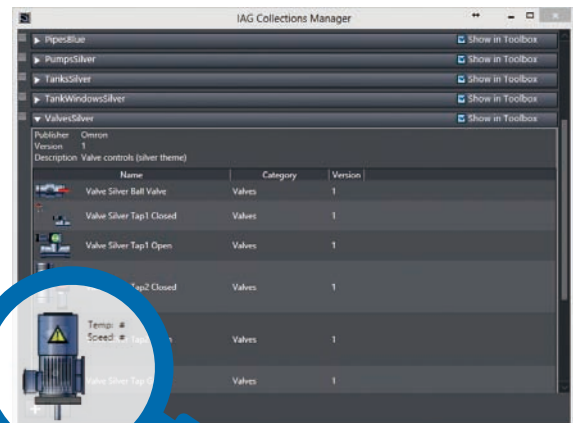 IAG Collections Manager
PipesBlue Show in Toolbox
PumpsSilver Show in Toolbox
TanksSilver Show in Toolbox
TankWindowsSilver Show in Toolbox
ValvesSilver Show in Toolbox
Publisher Omron
Version 1
Description Valve controls (silver theme)
Name Category Version
Valve Silver Ball Valve Valves 1
Valve Silver Tap1 Closed Valves 1
Valve Silver Tap1 Open Valves 1
Tap2 Closed Valves 1
Temp: #
Speed: #
Valves 1
Valve Silver Tap Valves 1